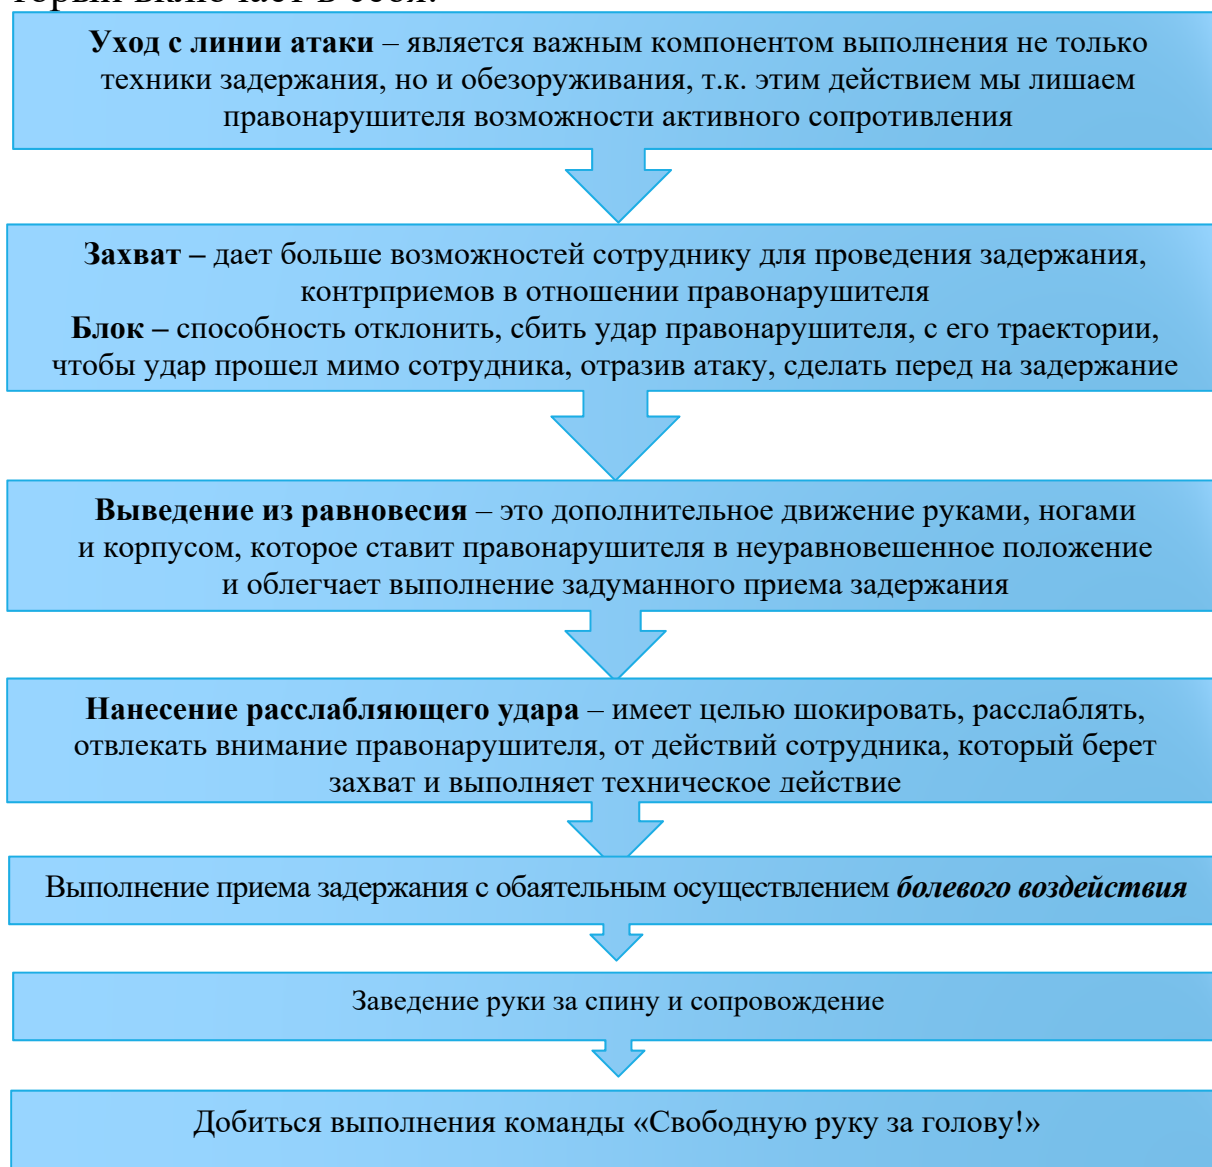 торый включает в себя:
Уход с линии атаки – является важным компонентом выполнения не только
техники задержания, но и обезоруживания, т.к. этим действием мы лишаем
правонарушителя возможности активного сопротивления
Захват – дает больше возможностей сотруднику для проведения задержания,
контрприемов в отношении правонарушителя
Блок – способность отклонить, сбить удар правонарушителя, с его траектории,
чтобы удар прошел мимо сотрудника, отразив атаку, сделать перед на задержание
Выведение из равновесия – это дополнительное движение руками, ногами
и корпусом, которое ставит правонарушителя в неуравновешенное положение
и облегчает выполнение задуманного приема задержания
Нанесение расслабляющего удара – имеет целью шокировать, расслаблять,
отвлекать внимание правонарушителя, от действий сотрудника, который берет
захват и выполняет техническое действие
Выполнение приема задержания с обаятельным осуществлением болевого воздействия
Заведение руки за спину и сопровождение
Добиться выполнения команды «Свободную руку за голову!»